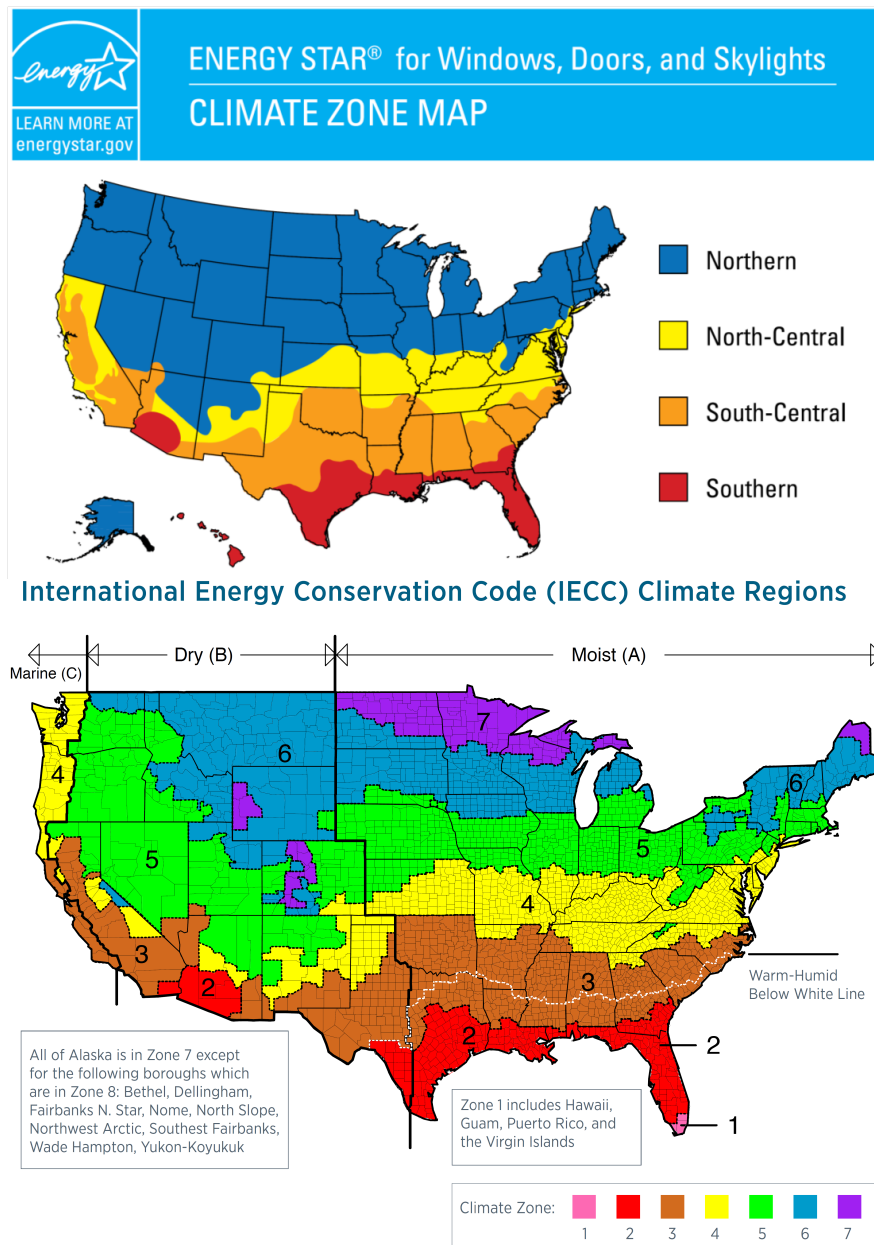 energy
LEARN MORE AT
energystar.gov
ENERGY STAR® for Windows, Doors, and Skylights
CLIMATE ZONE MAP
Northern
North-Central
South-Central
Southern
International Energy Conservation Code (IECC) Climate Regions
Marine (C)
Dry (B)
Moist (A)
7
6
6
4
5
5
4
3
3
2
2
Warm-Humid
Below White Line
2
1
All of Alaska is in Zone 7 except
for the following boroughs which
are in Zone 8: Bethel, Dellingham,
Fairbanks N. Star, Nome, North Slope,
Northwest Arctic, Southest Fairbanks,
Wade Hampton, Yukon-Koyukuk
Zone 1 includes Hawaii,
Guam, Puerto Rico, and
the Virgin Islands
Climate Zone:
1 2 3 4 5 6 7